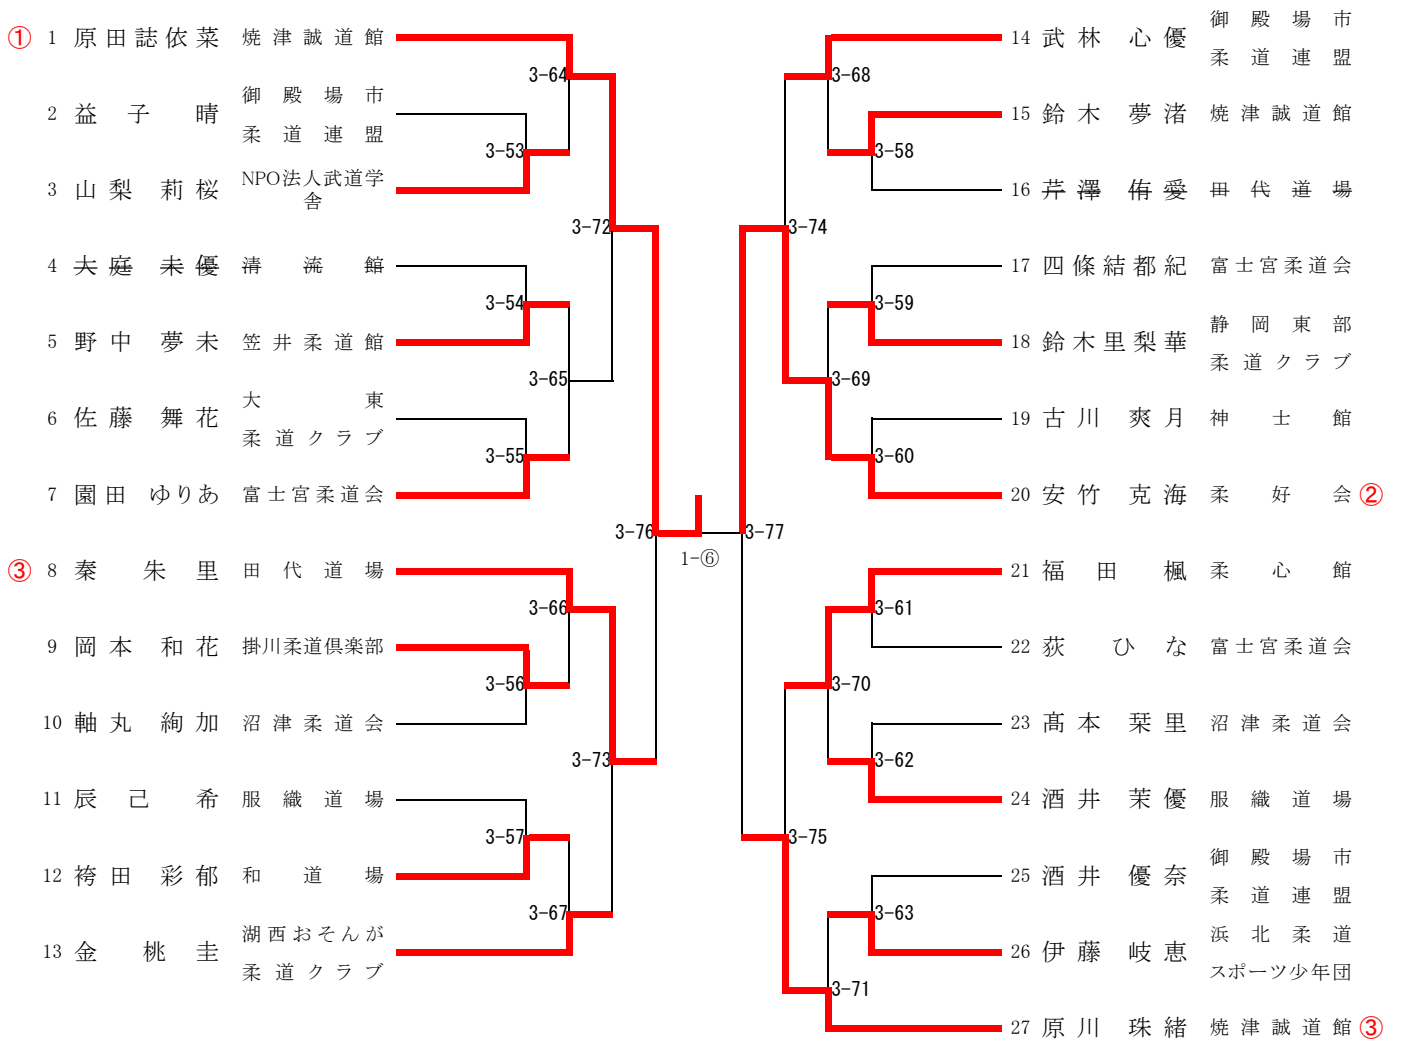 ① 1 原田誌依菜 焼津誠道館
3-64
2 益子 晴 御殿場市
柔道連盟
3-53
3 山梨 莉桜 NPO法人武道学
舎
3-72
4 大庭 未優 清流館
3-54
5 野中 夢未 笠井柔道館
3-65
6 佐藤 舞花 大東
柔道クラブ
3-55
7 園田 ゆりあ 富士宮柔道会
3-76
1-⑥
③ 8 秦 朱里 田代道場
3-66
9 岡本 和花 掛川柔道倶楽部
3-56
10 軸丸 絢加 沼津柔道会
3-73
11 辰己 希 服織道場
3-57
12 袴田 彩郁 和道場
3-67
13 金 桃圭 湖西おそんが
柔道クラブ
14 武林 心優 御殿場市
柔道連盟
3-68
15 鈴木 夢渚 焼津誠道館
3-58
16 芹澤 侑愛 田代道場
3-74
17 四條結都紀 富士宮柔道会
3-59
18 鈴木里梨華 静岡東部
柔道クラブ
3-69
19 古川 爽月 神士館
3-60
20 安竹 克海 柔好会 ②
3-77
21 福田 楓 柔心館
3-61
22 荻 ひな 富士宮柔道会
3-70
23 髙本 栞里 沼津柔道会
3-62
24 酒井 茉優 服織道場
3-75
25 酒井 優奈 御殿場市
柔道連盟
3-63
26 伊藤 岐恵 浜北柔道
スポーツ少年団
3-71
27 原川 珠緒 焼津誠道館 ③